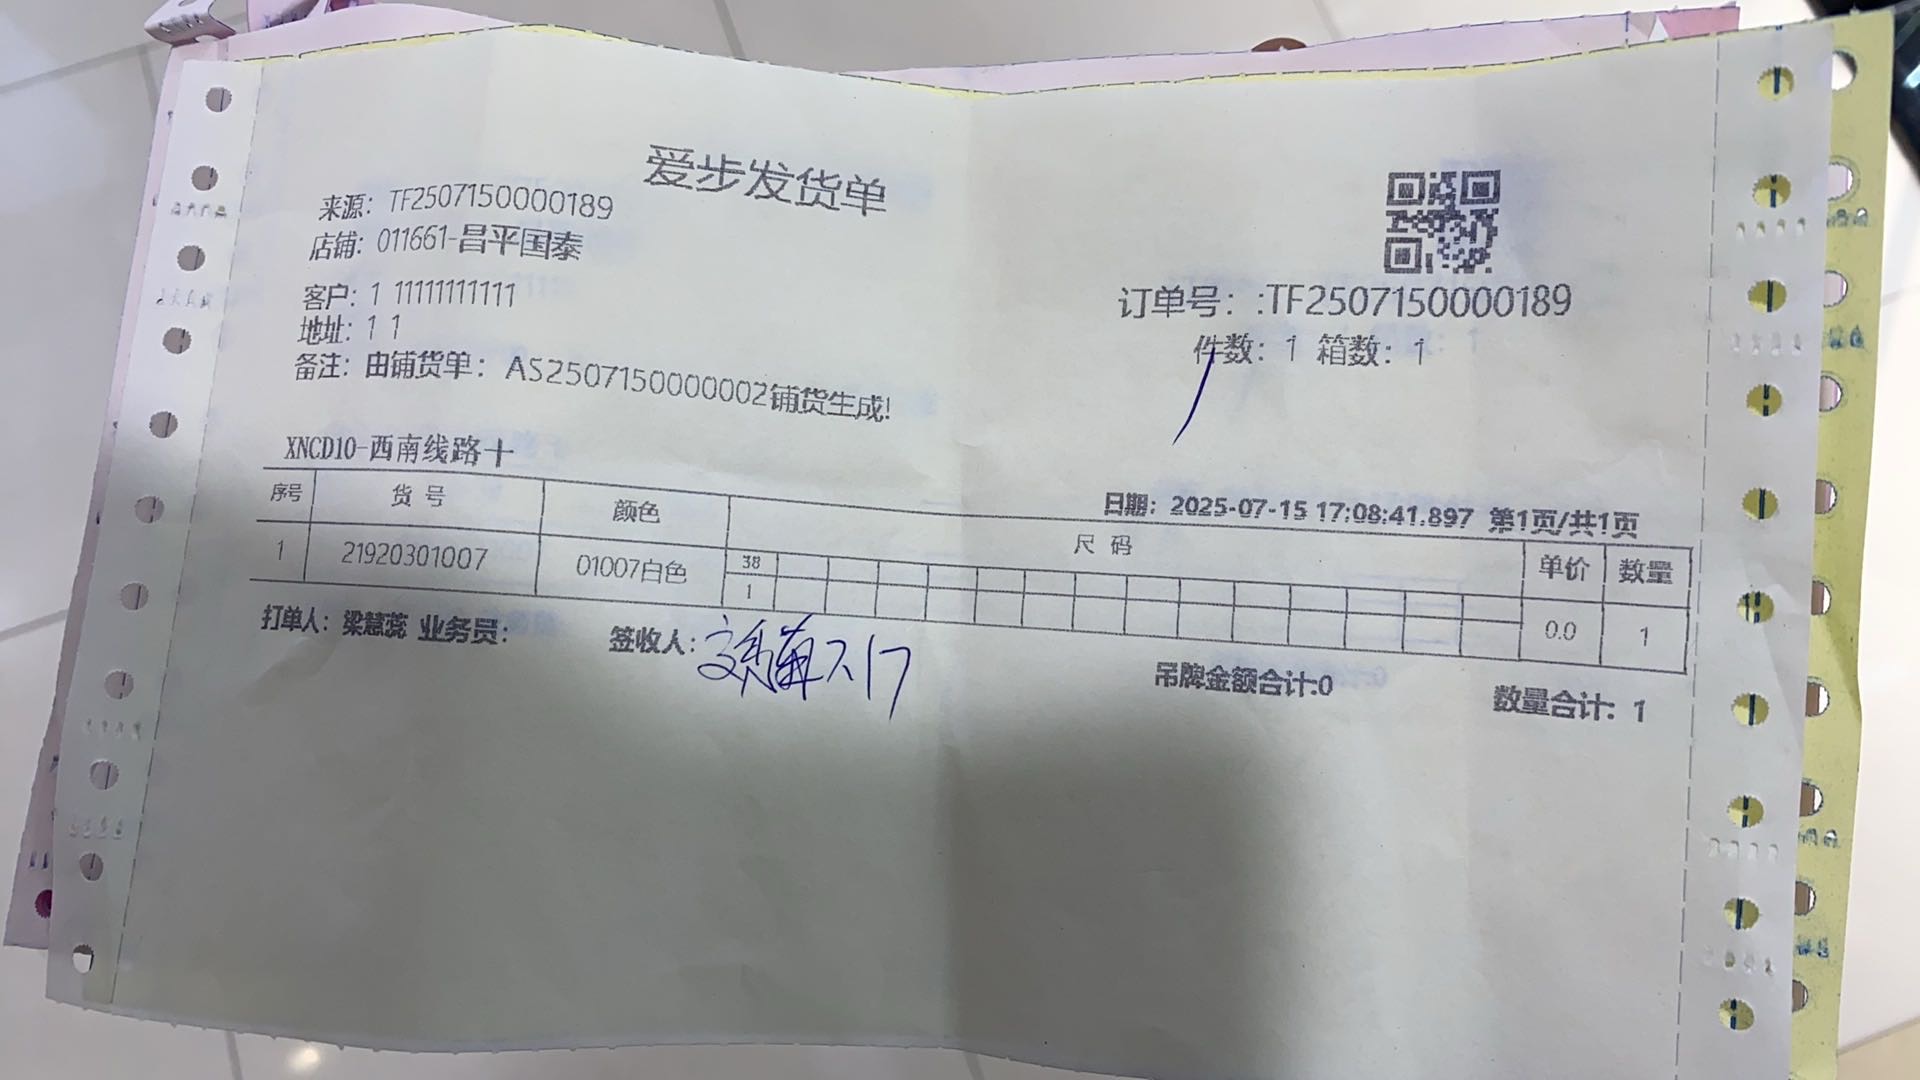 爱步发货单
来源：TF2507150000189
店铺：011661-昌平国泰
客户：1 11111111111
地址：1 1
备注：由铺货单：AS2507150000002铺货生成!
订单号：:TF2507150000189
件数：1 箱数：1
XNCD10-西南线路十
日期：2025-07-15 17:08:41.897 第1页/共1页
序号 货号 颜色 尺码 单价 数量
38
1 21920301007 01007白色 1 0.0 1
打单人：梁慧蕊 业务员： 签收人：
吊牌金额合计:0 数量合计：1